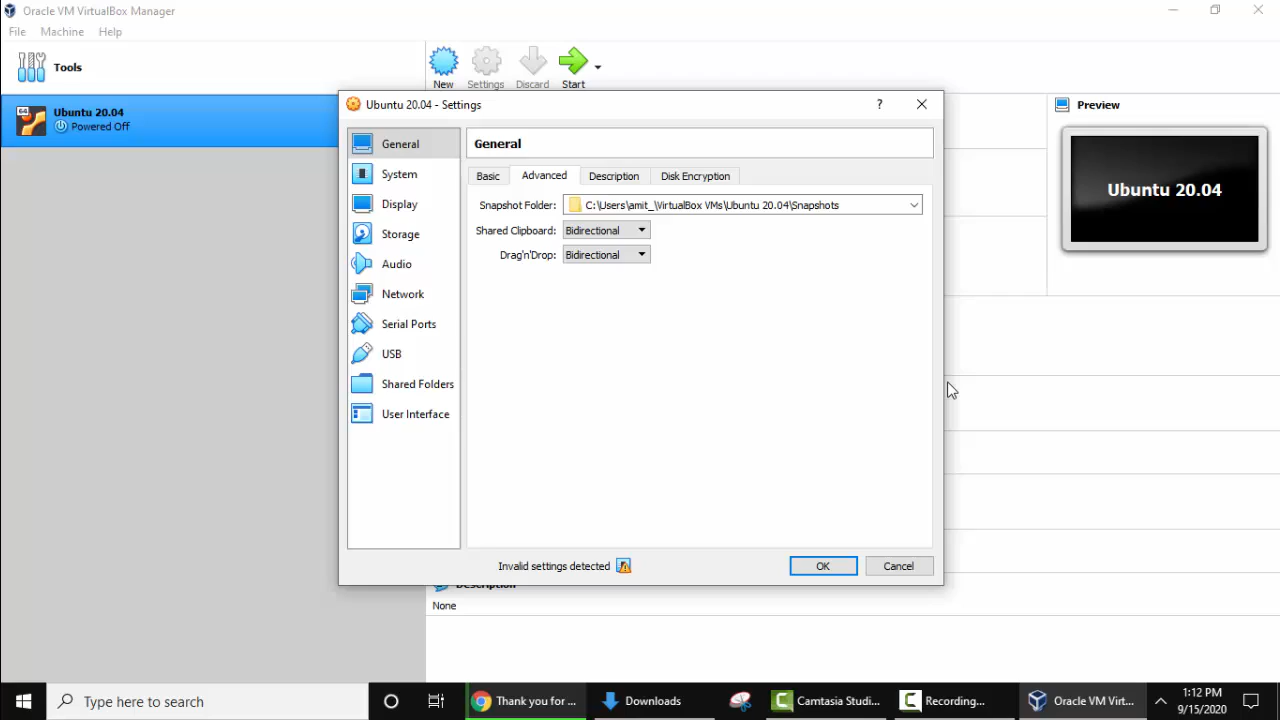 Oracle VM VirtualBox Manager
File Machine Help
Tools
New Settings Discard Start
Ubuntu 20.04
Powered Off
64
Ubuntu 20.04 - Settings
?
Preview
Ubuntu 20.04
General
System
Display
Storage
Audio
Network
Serial Ports
USB
Shared Folders
User Interface
General
Basic Advanced Description Disk Encryption
Snapshot Folder: C:\Users\amit_\VirtualBox VMs\Ubuntu 20.04\Snapshots
Shared Clipboard: Bidirectional
Drag'n'Drop: Bidirectional
Invalid settings detected
OK Cancel
Description
None
Type here to search
Thank you for ...
Downloads
Camtasia Studi...
Recording...
Oracle VM Virt...
1:12 PM
9/15/2020